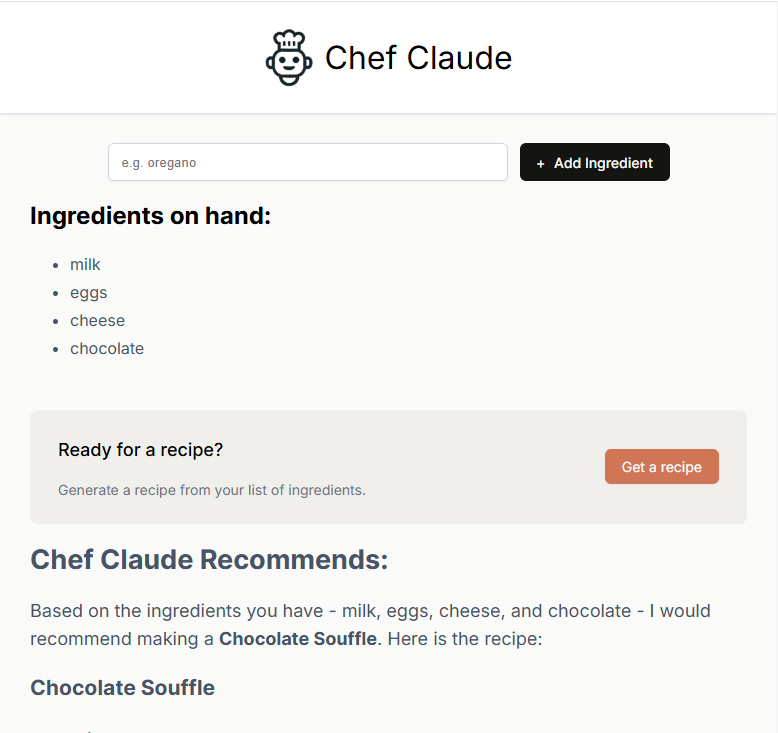 Chef Claude
e.g. oregano
+ Add Ingredient
Ingredients on hand:
milk
eggs
cheese
chocolate
Ready for a recipe?
Get a recipe
Generate a recipe from your list of ingredients.
Chef Claude Recommends:
Based on the ingredients you have - milk, eggs, cheese, and chocolate - I would
recommend making a Chocolate Souffle. Here is the recipe:
Chocolate Souffle